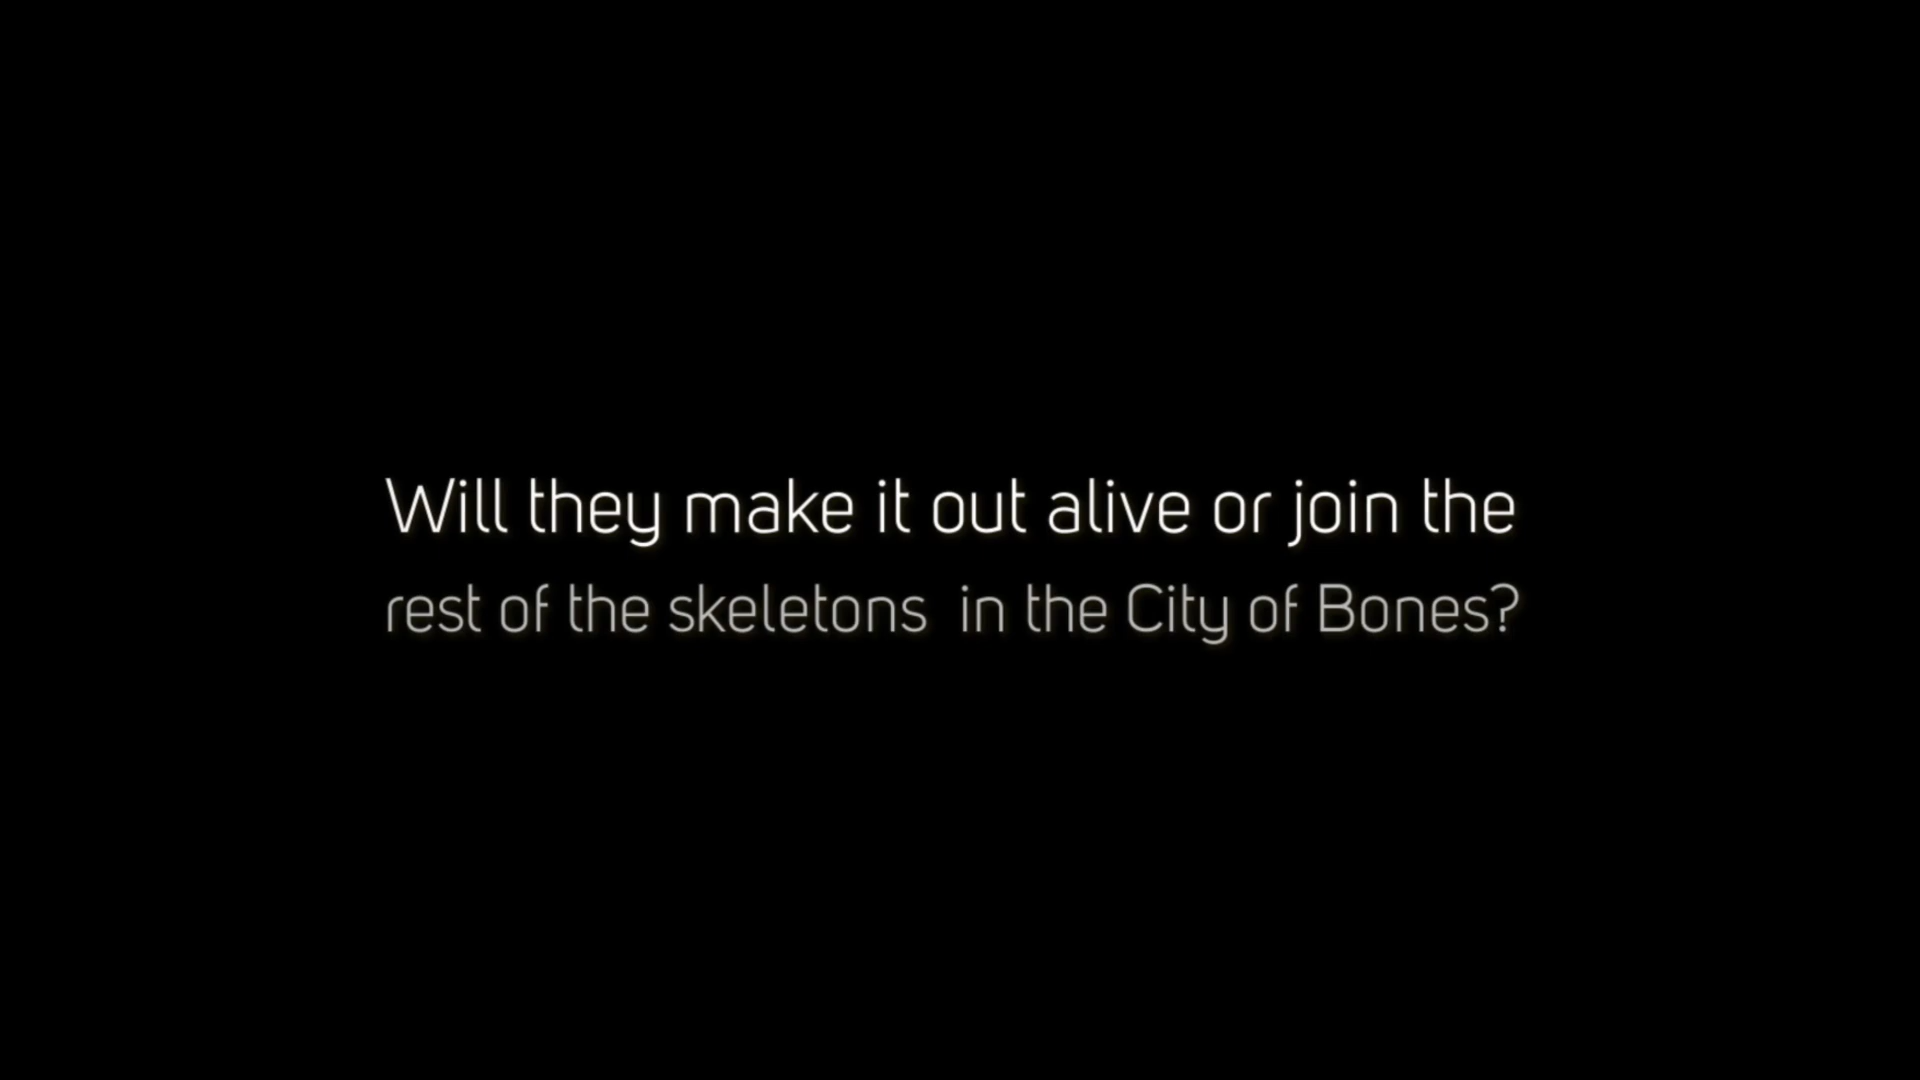 Will they make it out alive or join the
rest of the skeletons  in the City of Bones?